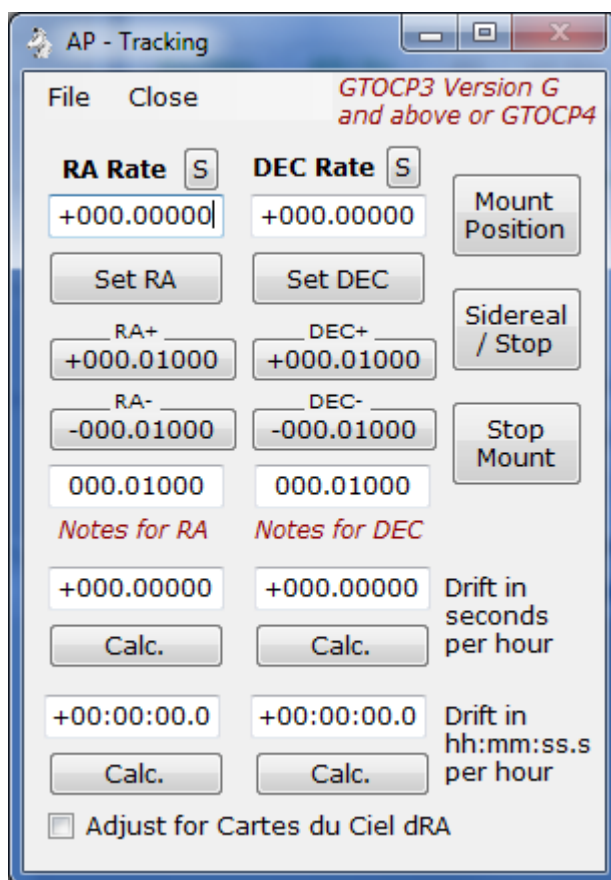 AP - Tracking
File Close
GTOCP3 Version G
and above or GTOCP4
RA Rate S DEC Rate S
+000.00000 +000.00000
Mount
Position
Set RA Set DEC
Sidereal
/ Stop
RA+ DEC+
+000.01000 +000.01000
RA- DEC-
-000.01000 -000.01000
Stop
Mount
000.01000 000.01000
Notes for RA Notes for DEC
+000.00000 +000.00000
Drift in
seconds
per hour
Calc. Calc.
+00:00:00.0 +00:00:00.0
Drift in
hh:mm:ss.s
per hour
Calc. Calc.
Adjust for Cartes du Ciel dRA